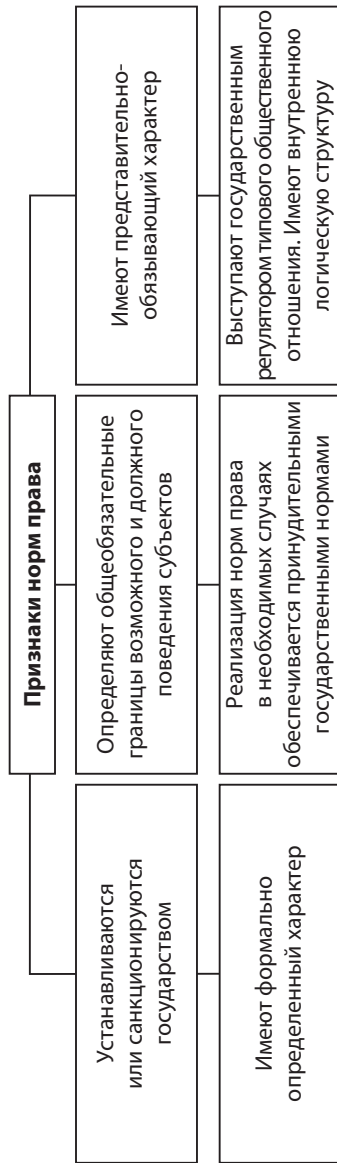 Признаки норм права
Устанавливаются
или санкционируются
государством
Определяют общеобязательные
границы возможного и должного
поведения субъектов
Имеют представительно-
обязывающий характер
Имеют формально
определенный характер
Реализация норм права
в необходимых случаях
обеспечивается принудительными
государственными нормами
Выступают государственным
регулятором типового общественного
отношения. Имеют внутреннюю
логическую структуру